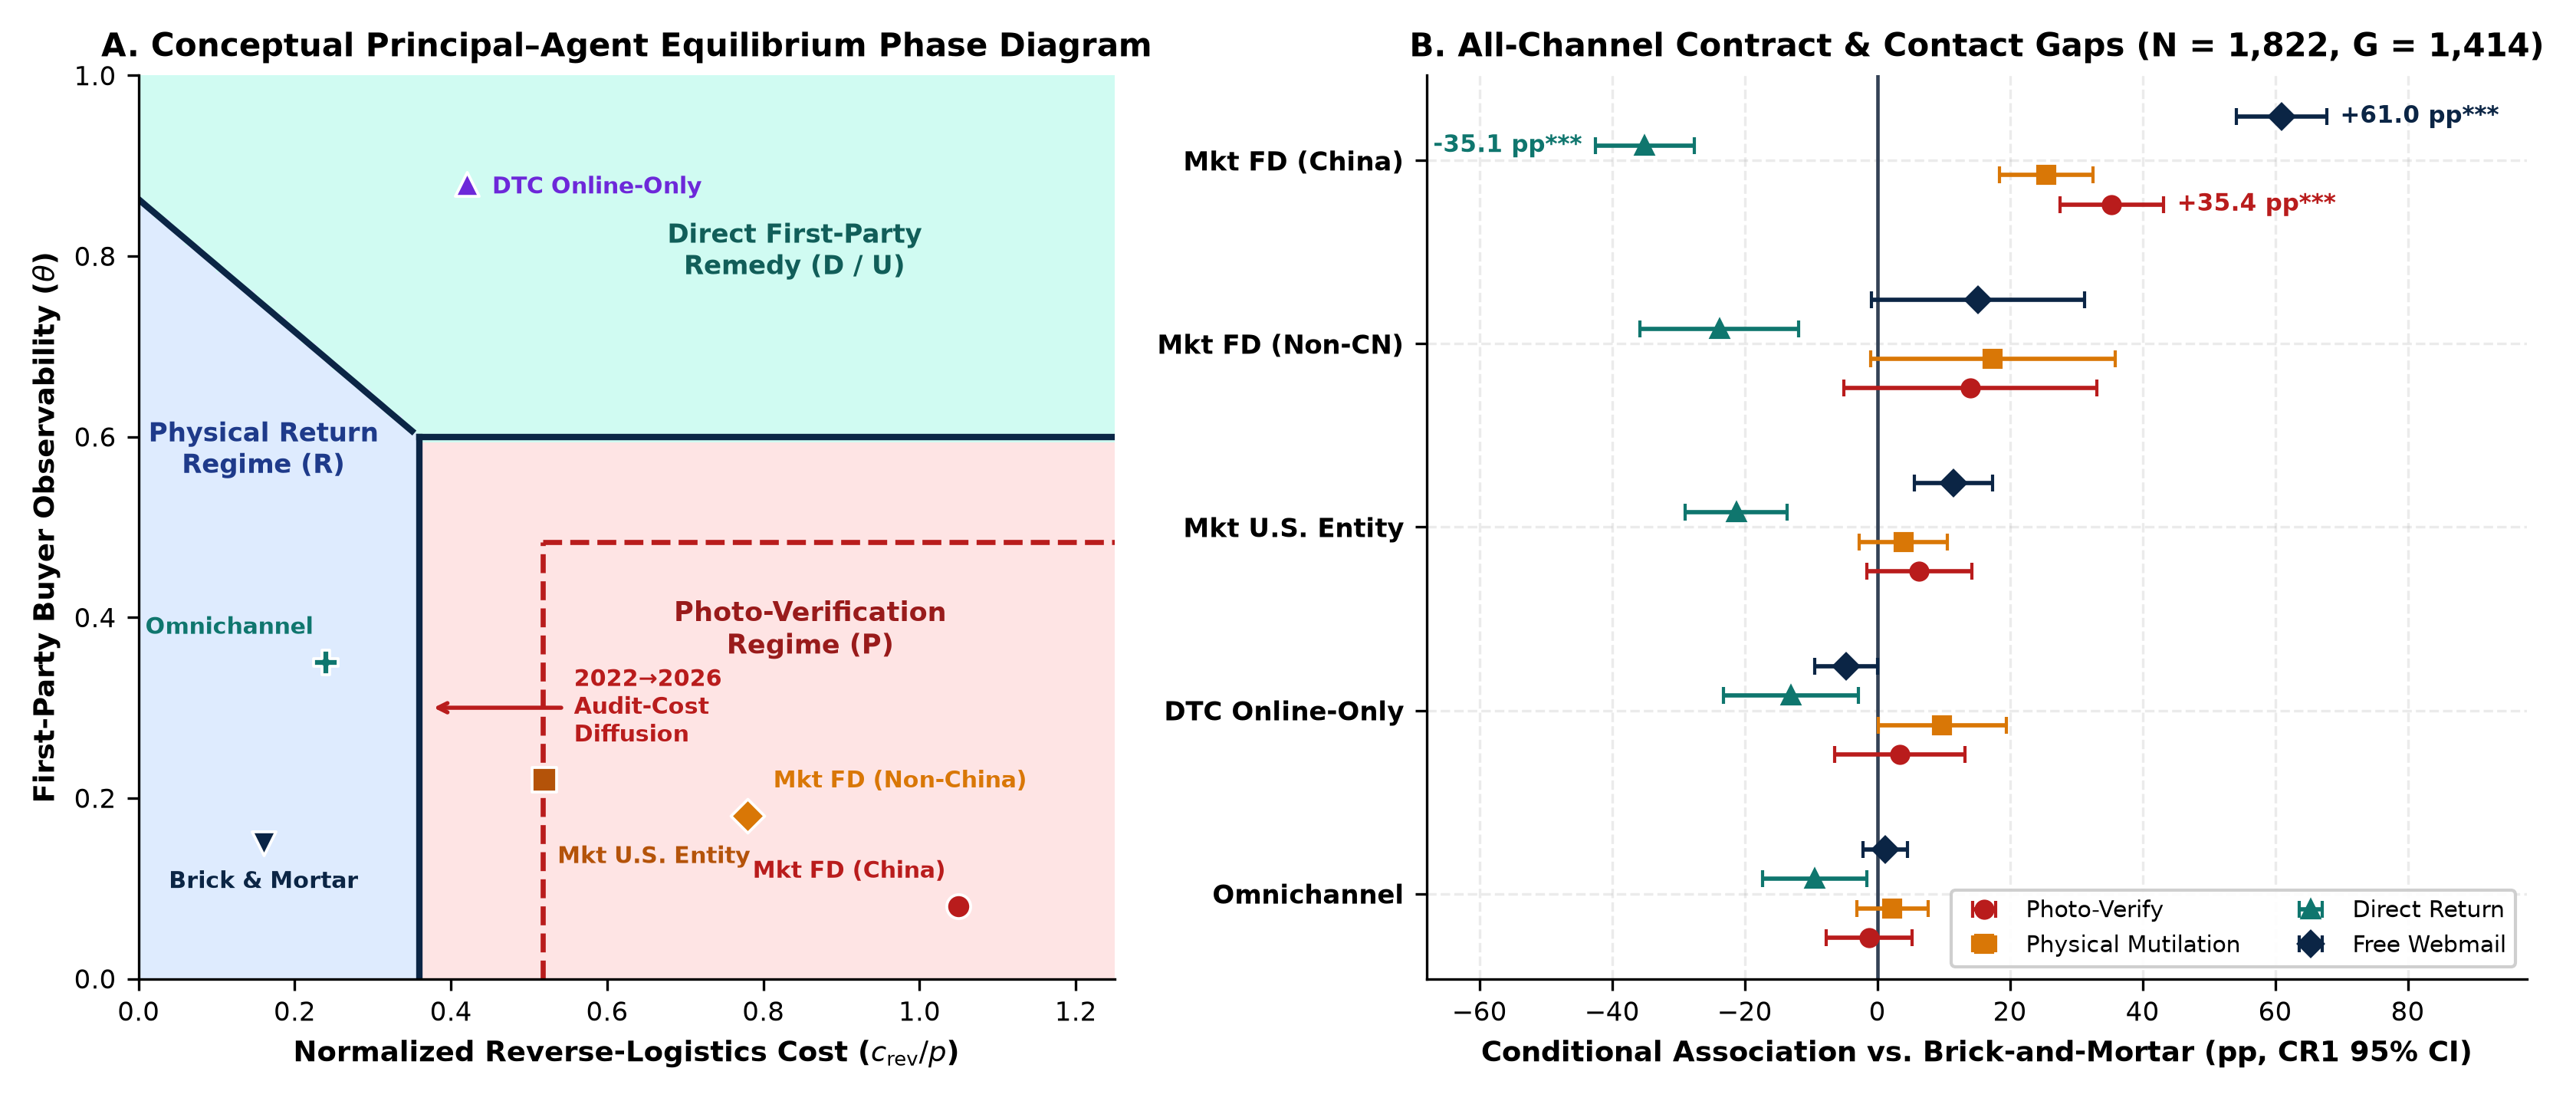 A. Conceptual Principal–Agent Equilibrium Phase Diagram
First-Party Buyer Observability (θ)
1.0
0.8
0.6
0.4
0.2
0.0
DTC Online-Only
Direct First-Party
Remedy (D / U)
Physical Return
Regime (R)
Omnichannel
Photo-Verification
Regime (P)
2022→2026
Audit-Cost
Diffusion
Mkt FD (Non-China)
Mkt U.S. Entity
Mkt FD (China)
Brick & Mortar
0.0 0.2 0.4 0.6 0.8 1.0 1.2
Normalized Reverse-Logistics Cost (c_rev/p)
B. All-Channel Contract & Contact Gaps (N = 1,822, G = 1,414)
Mkt FD (China)
Mkt FD (Non-CN)
Mkt U.S. Entity
DTC Online-Only
Omnichannel
+61.0 pp***
-35.1 pp***
+35.4 pp***
Photo-Verify
Physical Mutilation
Direct Return
Free Webmail
−60 −40 −20 0 20 40 60 80
Conditional Association vs. Brick-and-Mortar (pp, CR1 95% CI)